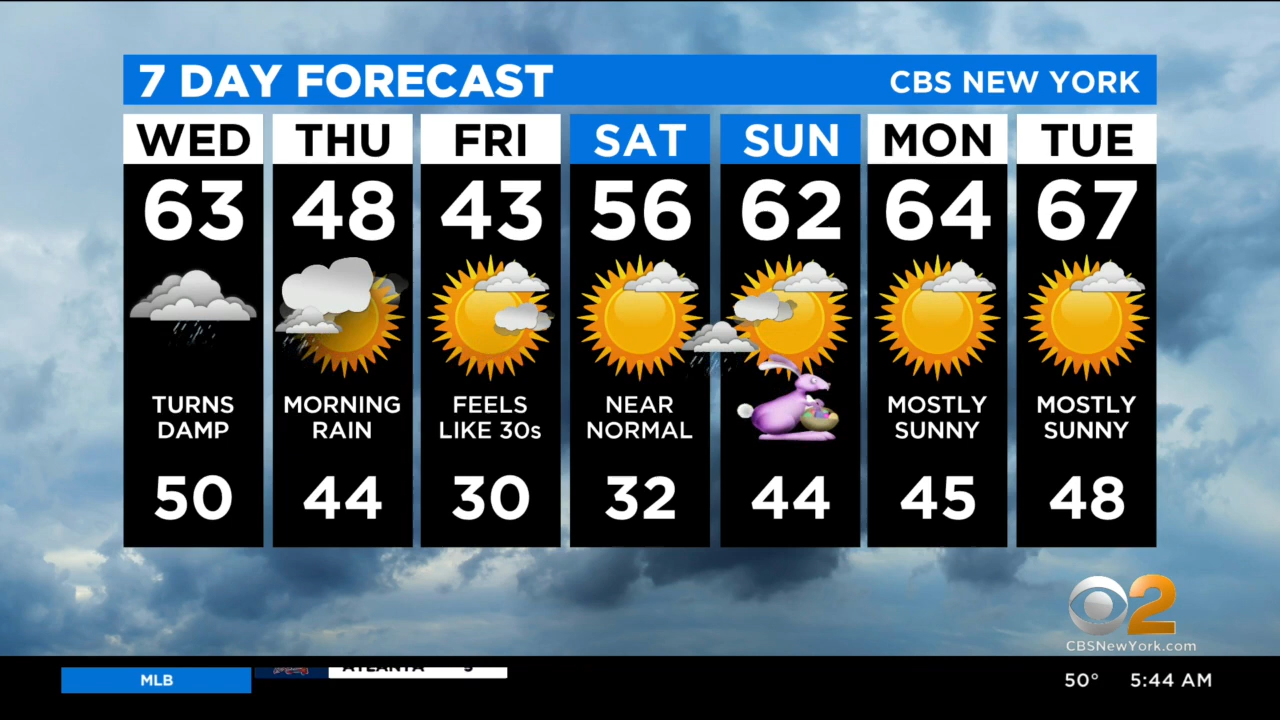 7 DAY FORECAST
CBS NEW YORK
WED THU FRI SAT SUN MON TUE
63 48 43 56 62 64 67
TURNS MORNING FEELS NEAR MOSTLY MOSTLY
DAMP RAIN LIKE 30s NORMAL SUNNY SUNNY
50 44 30 32 44 45 48
2
CBSNewYork.com
MLB
ATLANTA
50° 5:44 AM